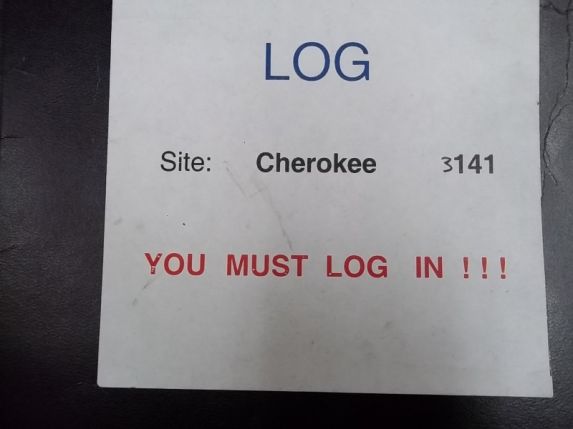 LOG
Site: Cherokee 3141
YOU MUST LOG IN ! ! !